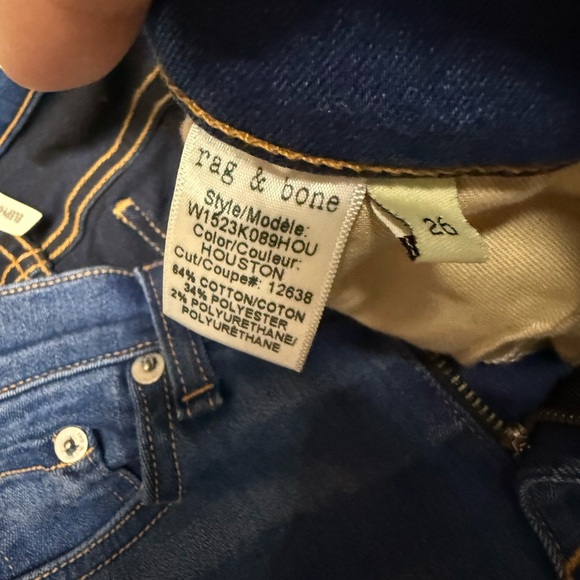 rag & bone
Style/Modèle:
W1523K089HOU
Color/Couleur:
HOUSTON
Cut/Coupe#: 12638
64% COTTON/COTON
34% POLYESTER
2% POLYURETHANE/
POLYURÉTHANE
26